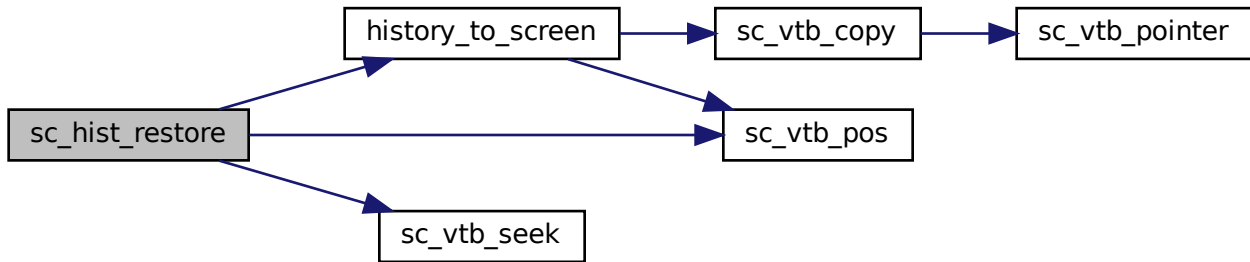 history_to_screen
sc_vtb_copy
sc_vtb_pointer
sc_hist_restore
sc_vtb_pos
sc_vtb_seek